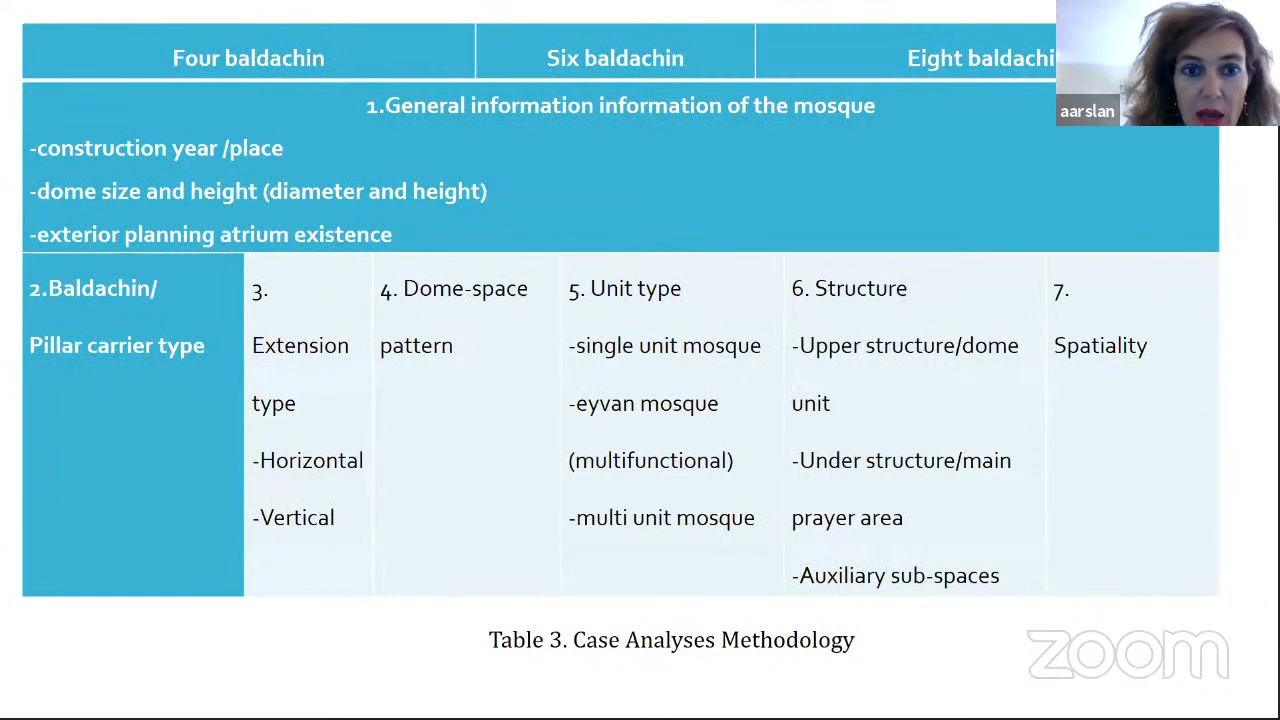 Four baldachin
Six baldachin
Eight baldachi
aarslan
1.General information information of the mosque
-construction year /place
-dome size and height (diameter and height)
-exterior planning atrium existence
2.Baldachin/
Pillar carrier type
3.
Extension
type
-Horizontal
-Vertical
4. Dome-space
pattern
5. Unit type
-single unit mosque
-eyvan mosque
(multifunctional)
-multi unit mosque
6. Structure
-Upper structure/dome
unit
-Under structure/main
prayer area
-Auxiliary sub-spaces
7.
Spatiality
Table 3. Case Analyses Methodology
zoom